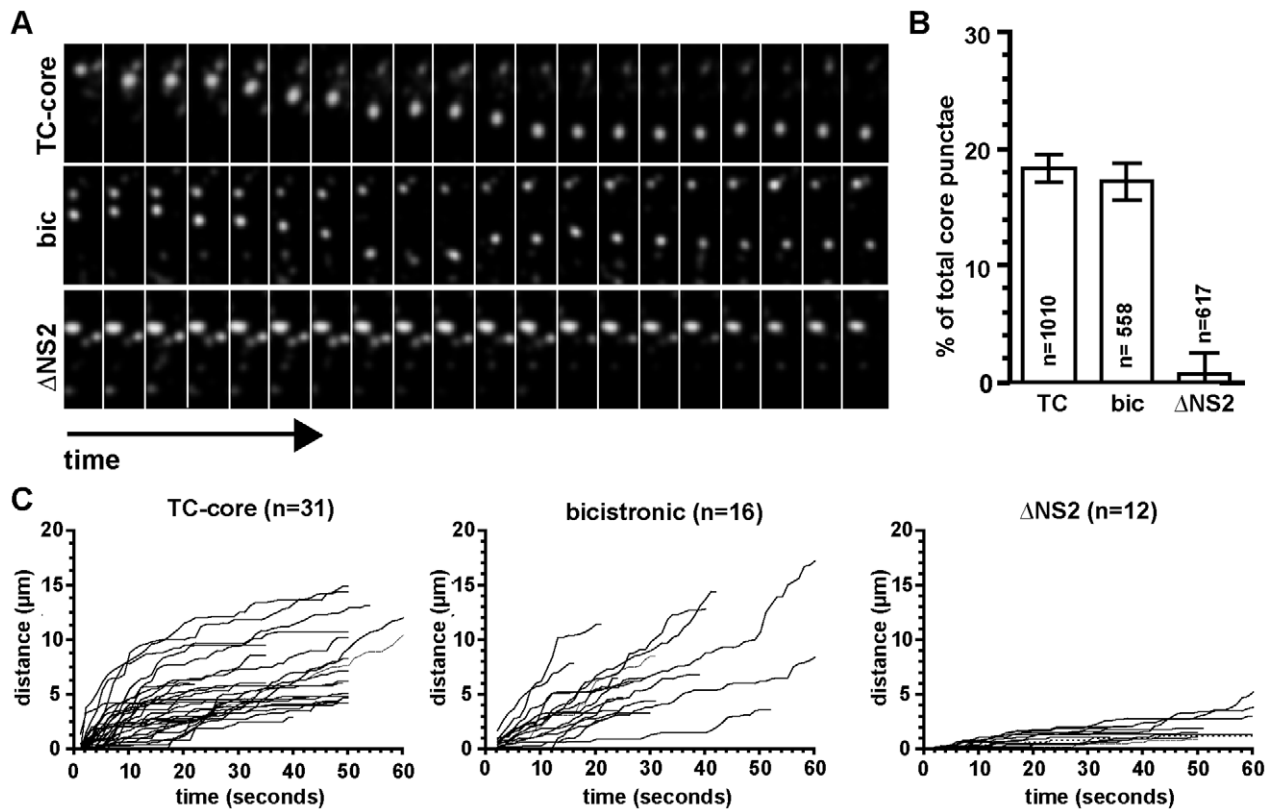 A
TC-core
bic
ΔNS2
time
B
% of total core punctae
30
20
10
0
n=1010
n= 558
n=617
TC
bic
ΔNS2
C
TC-core (n=31)
distance (μm)
20
15
10
5
0
0 10 20 30 40 50 60
time (seconds)
bicistronic (n=16)
distance (μm)
20
15
10
5
0
0 10 20 30 40 50 60
time (seconds)
ΔNS2 (n=12)
distance (μm)
20
15
10
5
0
0 10 20 30 40 50 60
time (seconds)